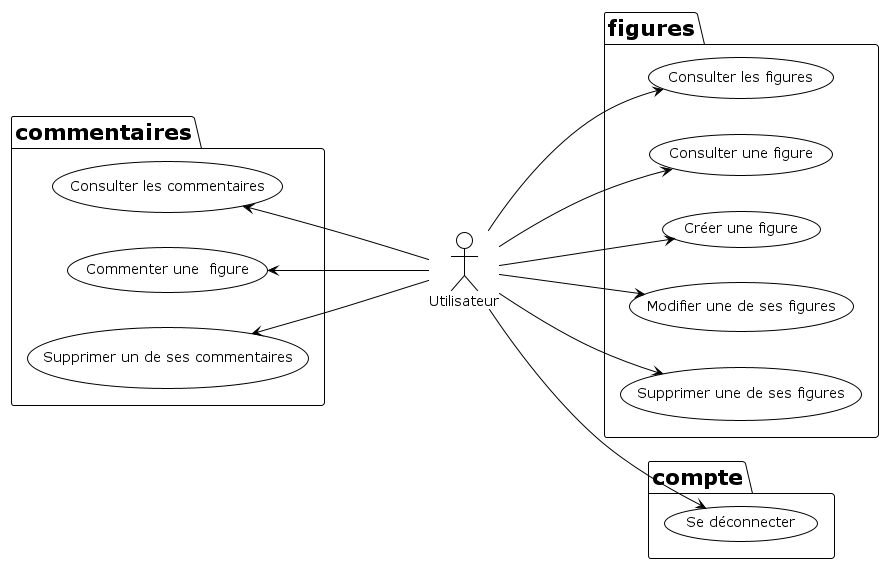 commentaires
Consulter les commentaires
Commenter une  figure
Supprimer un de ses commentaires
Utilisateur
figures
Consulter les figures
Consulter une figure
Créer une figure
Modifier une de ses figures
Supprimer une de ses figures
compte
Se déconnecter